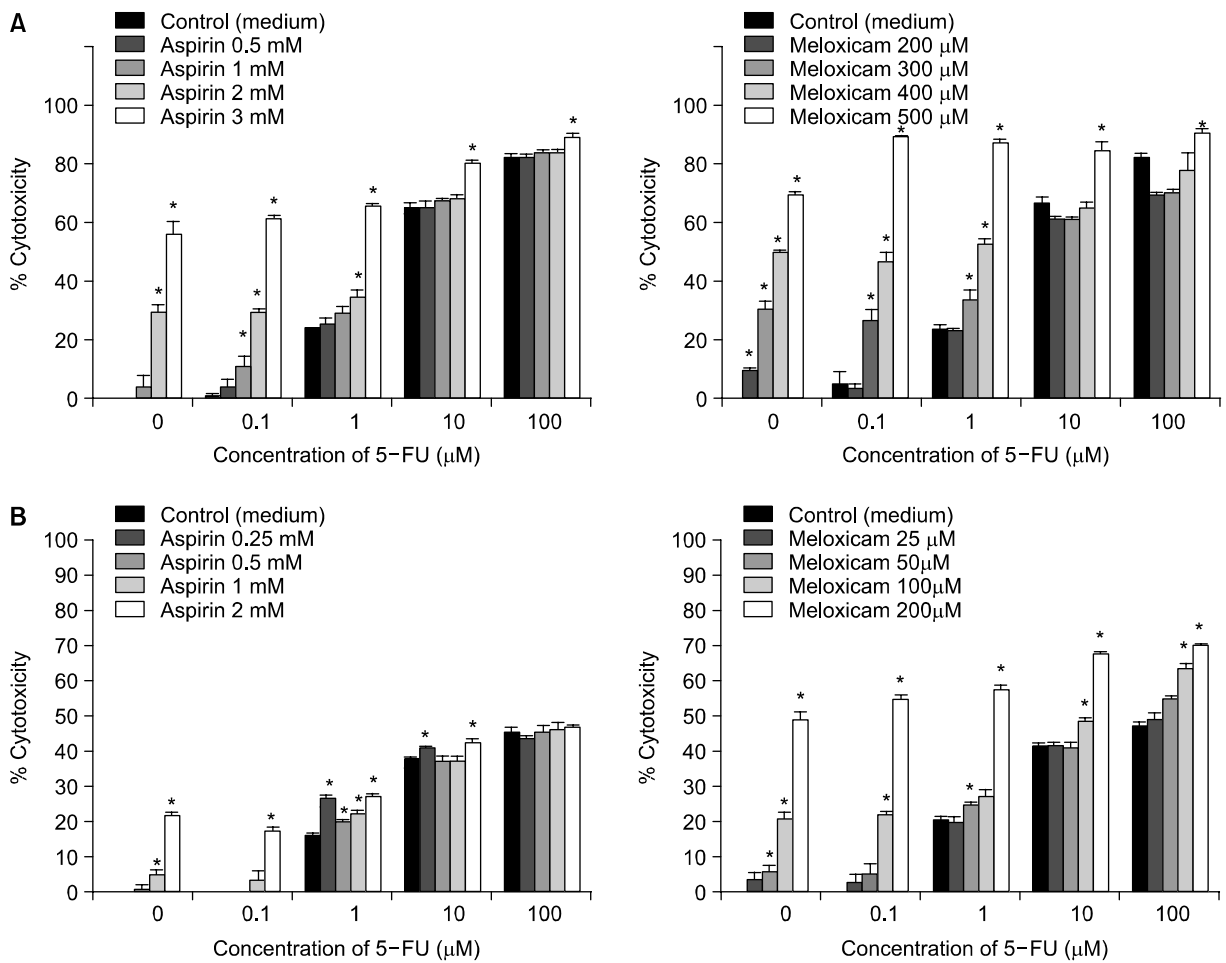 A
Control (medium)
Aspirin 0.5 mM
Aspirin 1 mM
Aspirin 2 mM
Aspirin 3 mM
% Cytotoxicity
100
80
60
40
20
0
* * * * * * * * * *
0 0.1 1 10 100
Concentration of 5−FU (μM)
Control (medium)
Meloxicam 200 μM
Meloxicam 300 μM
Meloxicam 400 μM
Meloxicam 500 μM
% Cytotoxicity
100
80
60
40
20
0
* * * * * * * * * * * *
0 0.1 1 10 100
Concentration of 5−FU (μM)
B
Control (medium)
Aspirin 0.25 mM
Aspirin 0.5 mM
Aspirin 1 mM
Aspirin 2 mM
% Cytotoxicity
100
90
80
70
60
50
40
30
20
10
0
* * * * * * * * *
0 0.1 1 10 100
Concentration of 5−FU (μM)
Control (medium)
Meloxicam 25 μM
Meloxicam 50μM
Meloxicam 100μM
Meloxicam 200μM
% Cytotoxicity
100
90
80
70
60
50
40
30
20
10
0
* * * * * * * * * * *
0 0.1 1 10 100
Concentration of 5−FU (μM)